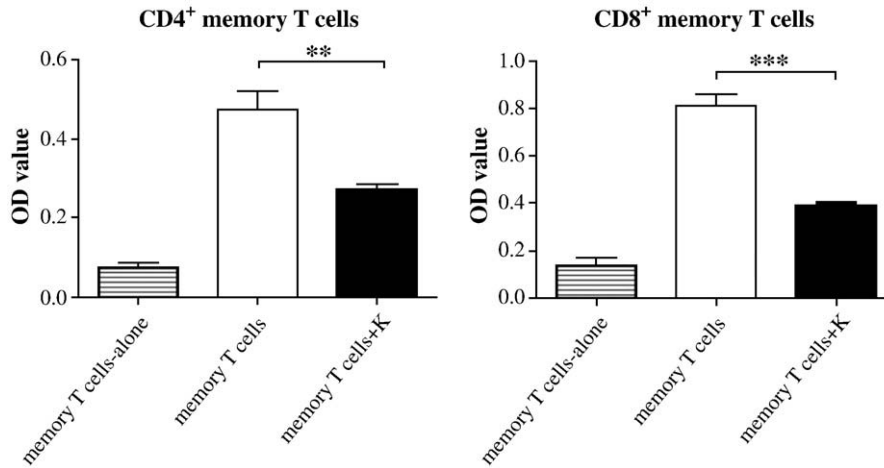 CD4+ memory T cells
**
OD value
0.6
0.4
0.2
0.0
memory T cells-alone
memory T cells
memory T cells+K
CD8+ memory T cells
***
OD value
1.0
0.8
0.6
0.4
0.2
0.0
memory T cells-alone
memory T cells
memory T cells+K